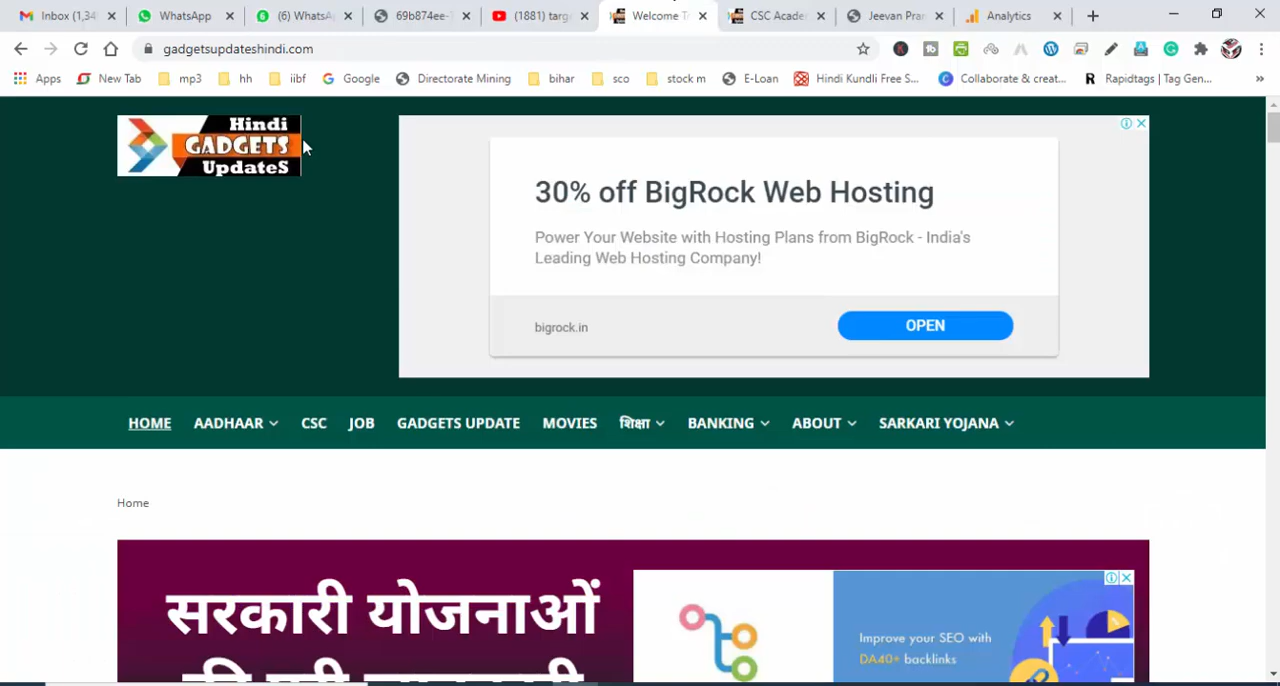 Inbox (1,34
WhatsApp
(6) WhatsA
69b874ee-
(1881) targ
Welcome T
CSC Acade
Jeevan Pra
Analytics
gadgetsupdateshindi.com
Apps
New Tab
mp3
hh
iibf
Google
Directorate Mining
bihar
sco
stock m
E-Loan
Hindi Kundli Free S...
Collaborate & creat...
Rapidtags | Tag Gen...
Hindi
GADGETS
UpdateS
30% off BigRock Web Hosting
Power Your Website with Hosting Plans from BigRock - India's
Leading Web Hosting Company!
bigrock.in
OPEN
HOME AADHAAR CSC JOB GADGETS UPDATE MOVIES शिक्षा BANKING ABOUT SARKARI YOJANA
Home
सरकारी योजनाओं
Improve your SEO with
DA40+ backlinks